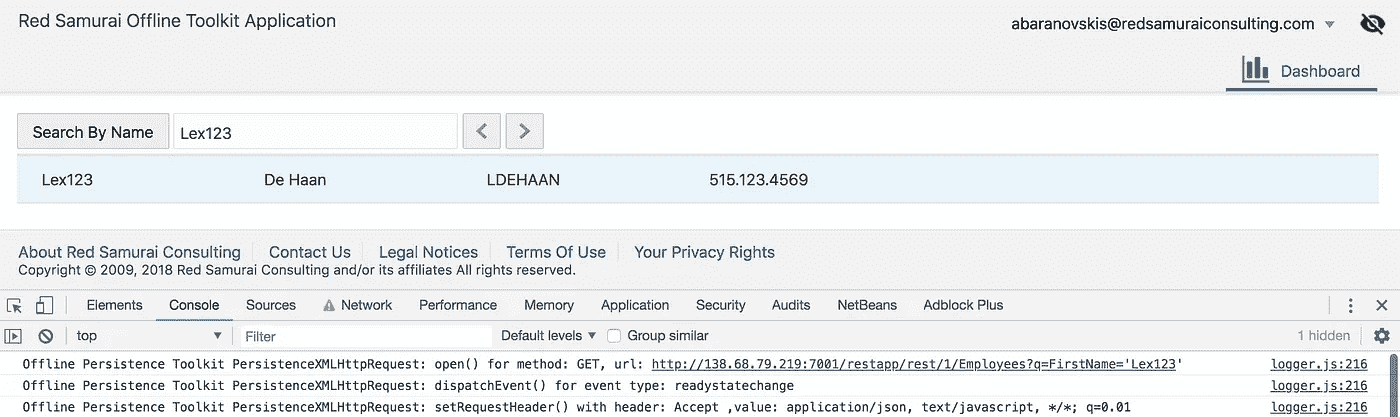 Red Samurai Offline Toolkit Application
abaranovskis@redsamuraiconsulting.com
Dashboard
Search By Name Lex123
Lex123 De Haan LDEHAAN 515.123.4569
About Red Samurai Consulting Contact Us Legal Notices Terms Of Use Your Privacy Rights
Copyright © 2009, 2018 Red Samurai Consulting and/or its affiliates All rights reserved.
Elements Console Sources Network Performance Memory Application Security Audits NetBeans Adblock Plus
top Filter Default levels Group similar 1 hidden
Offline Persistence Toolkit PersistenceXMLHttpRequest: open() for method: GET, url: http://138.68.79.219:7001/restapp/rest/1/Employees?q=FirstName='Lex123' logger.js:216
Offline Persistence Toolkit PersistenceXMLHttpRequest: dispatchEvent() for event type: readystatechange logger.js:216
Offline Persistence Toolkit PersistenceXMLHttpRequest: setRequestHeader() with header: Accept ,value: application/json, text/javascript, */*; q=0.01 logger.js:216